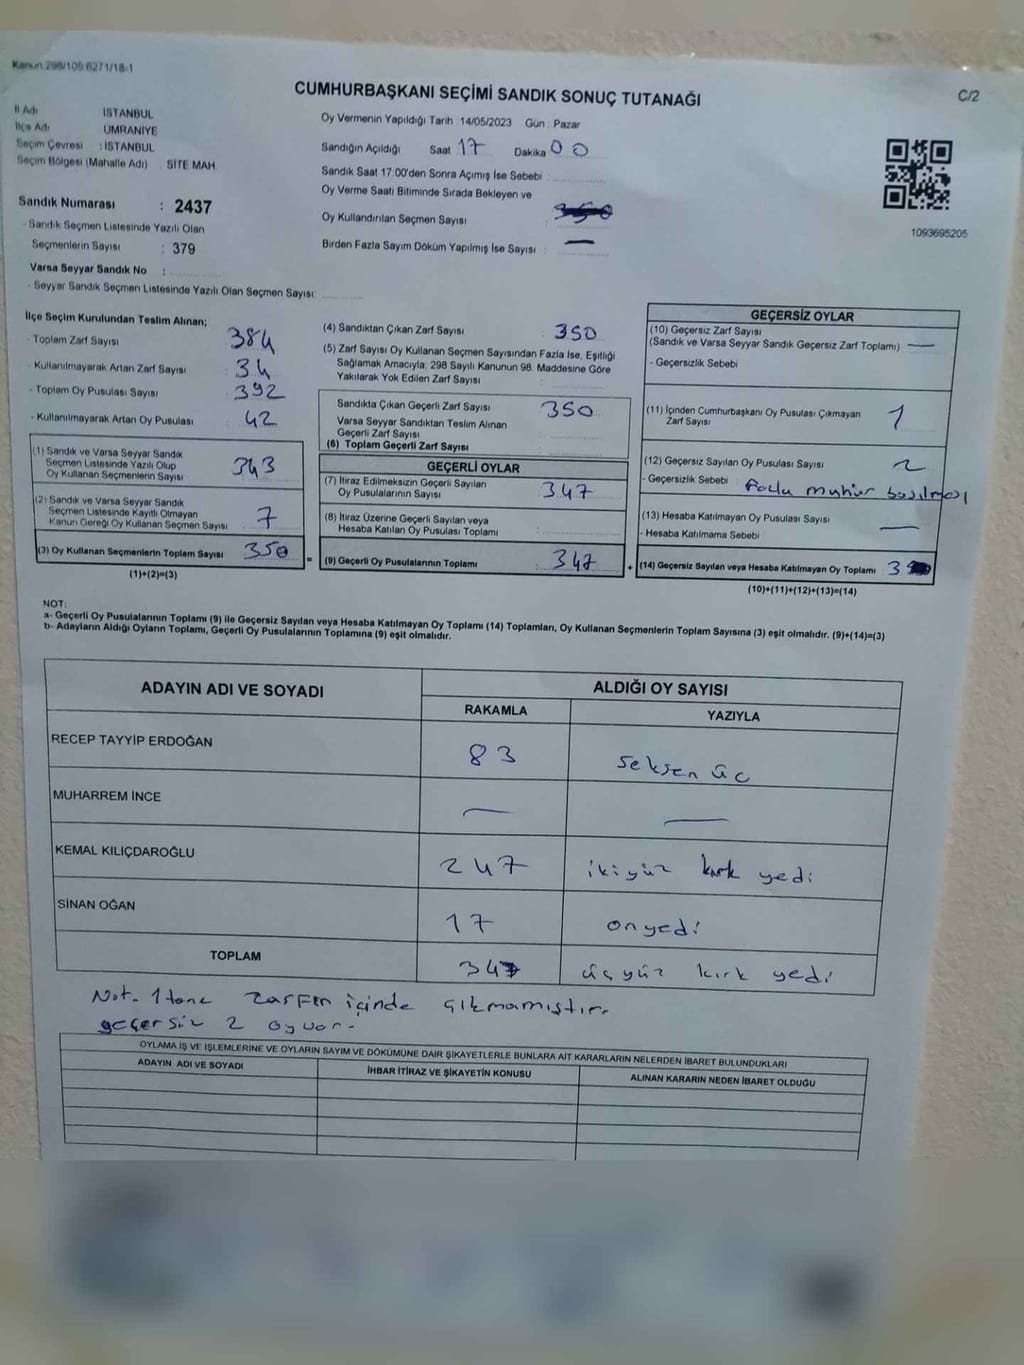 Kanun:298/105:6271/18-1
CUMHURBAŞKANI SEÇİMİ SANDIK SONUÇ TUTANAĞI
C/2
İl Adı İSTANBUL
İlçe Adı ÜMRANİYE
Seçim Çevresi : İSTANBUL
Seçim Bölgesi (Mahalle Adı) : SİTE MAH
Sandık Numarası : 2437
- Sandık Seçmen Listesinde Yazılı Olan
Seçmenlerin Sayısı : 379
Varsa Seyyar Sandık No :
- Seyyar Sandık Seçmen Listesinde Yazılı Olan Seçmen Sayısı:
Oy Vermenin Yapıldığı Tarih :14/05/2023 Gün : Pazar
Sandığın Açıldığı Saat 17 Dakika 00
Sandık Saat 17:00'den Sonra Açımış İse Sebebi :
Oy Verme Saati Bitiminde Sırada Bekleyen ve
Oy Kullandırılan Seçmen Sayısı :
Birden Fazla Sayım Döküm Yapılmış İse Sayısı : —
1093695205
İlçe Seçim Kurulundan Teslim Alınan;
- Toplam Zarf Sayısı : 384
- Kullanılmayarak Artan Zarf Sayısı : 34
- Toplam Oy Pusulası Sayısı : 392
- Kullanılmayarak Artan Oy Pusulası : 42
(1) Sandık ve Varsa Seyyar Sandık
Seçmen Listesinde Yazılı Olup
Oy Kullanan Seçmenlerin Sayısı : 343
(2) Sandık ve Varsa Seyyar Sandık
Seçmen Listesinde Kayıtlı Olmayan
Kanun Gereği Oy Kullanan Seçmen Sayısı : 7
(3) Oy Kullanan Seçmenlerin Toplam Sayısı : 350
(1)+(2)=(3)
(4) Sandıktan Çıkan Zarf Sayısı : 350
(5) Zarf Sayısı Oy Kullanan Seçmen Sayısından Fazla İse, Eşitliği
Sağlamak Amacıyla, 298 Sayılı Kanunun 98. Maddesine Göre
Yakılarak Yok Edilen Zarf Sayısı :
Sandıkta Çıkan Geçerli Zarf Sayısı : 350
Varsa Seyyar Sandıktan Teslim Alınan
Geçerli Zarf Sayısı :
(6) Toplam Geçerli Zarf Sayısı :
GEÇERLİ OYLAR
(7) İtiraz Edilmeksizin Geçerli Sayılan
Oy Pusulalarının Sayısı : 347
(8) İtiraz Üzerine Geçerli Sayılan veya
Hesaba Katılan Oy Pusulası Toplamı :
= (9) Geçerli Oy Pusulalarının Toplamı : 347
GEÇERSİZ OYLAR
(10) Geçersiz Zarf Sayısı
(Sandık ve Varsa Seyyar Sandık Geçersiz Zarf Toplamı) : —
- Geçersizlik Sebebi :
(11) İçinden Cumhurbaşkanı Oy Pusulası Çıkmayan
Zarf Sayısı : 1
(12) Geçersiz Sayılan Oy Pusulası Sayısı : 2
- Geçersizlik Sebebi : Fazla mühür basılması
(13) Hesaba Katılmayan Oy Pusulası Sayısı : —
- Hesaba Katılmama Sebebi :
+ (14) Geçersiz Sayılan veya Hesaba Katılmayan Oy Toplamı : 3
(10)+(11)+(12)+(13)=(14)
NOT:
a- Geçerli Oy Pusulalarının Toplamı (9) ile Geçersiz Sayılan veya Hesaba Katılmayan Oy Toplamı (14) Toplamları, Oy Kullanan Seçmenlerin Toplam Sayısına (3) eşit olmalıdır. (9)+(14)=(3)
b- Adayların Aldığı Oyların Toplamı, Geçerli Oy Pusulalarının Toplamına (9) eşit olmalıdır.
ADAYIN ADI VE SOYADI ALDIĞI OY SAYISI
RAKAMLA YAZIYLA
RECEP TAYYİP ERDOĞAN 83 seksen üc
MUHARREM İNCE — —
KEMAL KILIÇDAROĞLU 247 ikiyüz kırk yedi
SİNAN OĞAN 17 onyedi
TOPLAM 347 üçyüz kırk yedi
Not. 1 tane zarfın içinde çıkmamıştır.
geçersiz 2 oy var.
OYLAMA İŞ VE İŞLEMLERİNE VE OYLARIN SAYIM VE DÖKÜMÜNE DAİR ŞİKAYETLERLE BUNLARA AİT KARARLARIN NELERDEN İBARET BULUNDUKLARI
ADAYIN ADI VE SOYADI İHBAR İTİRAZ VE ŞİKAYETİN KONUSU ALINAN KARARIN NEDEN İBARET OLDUĞU